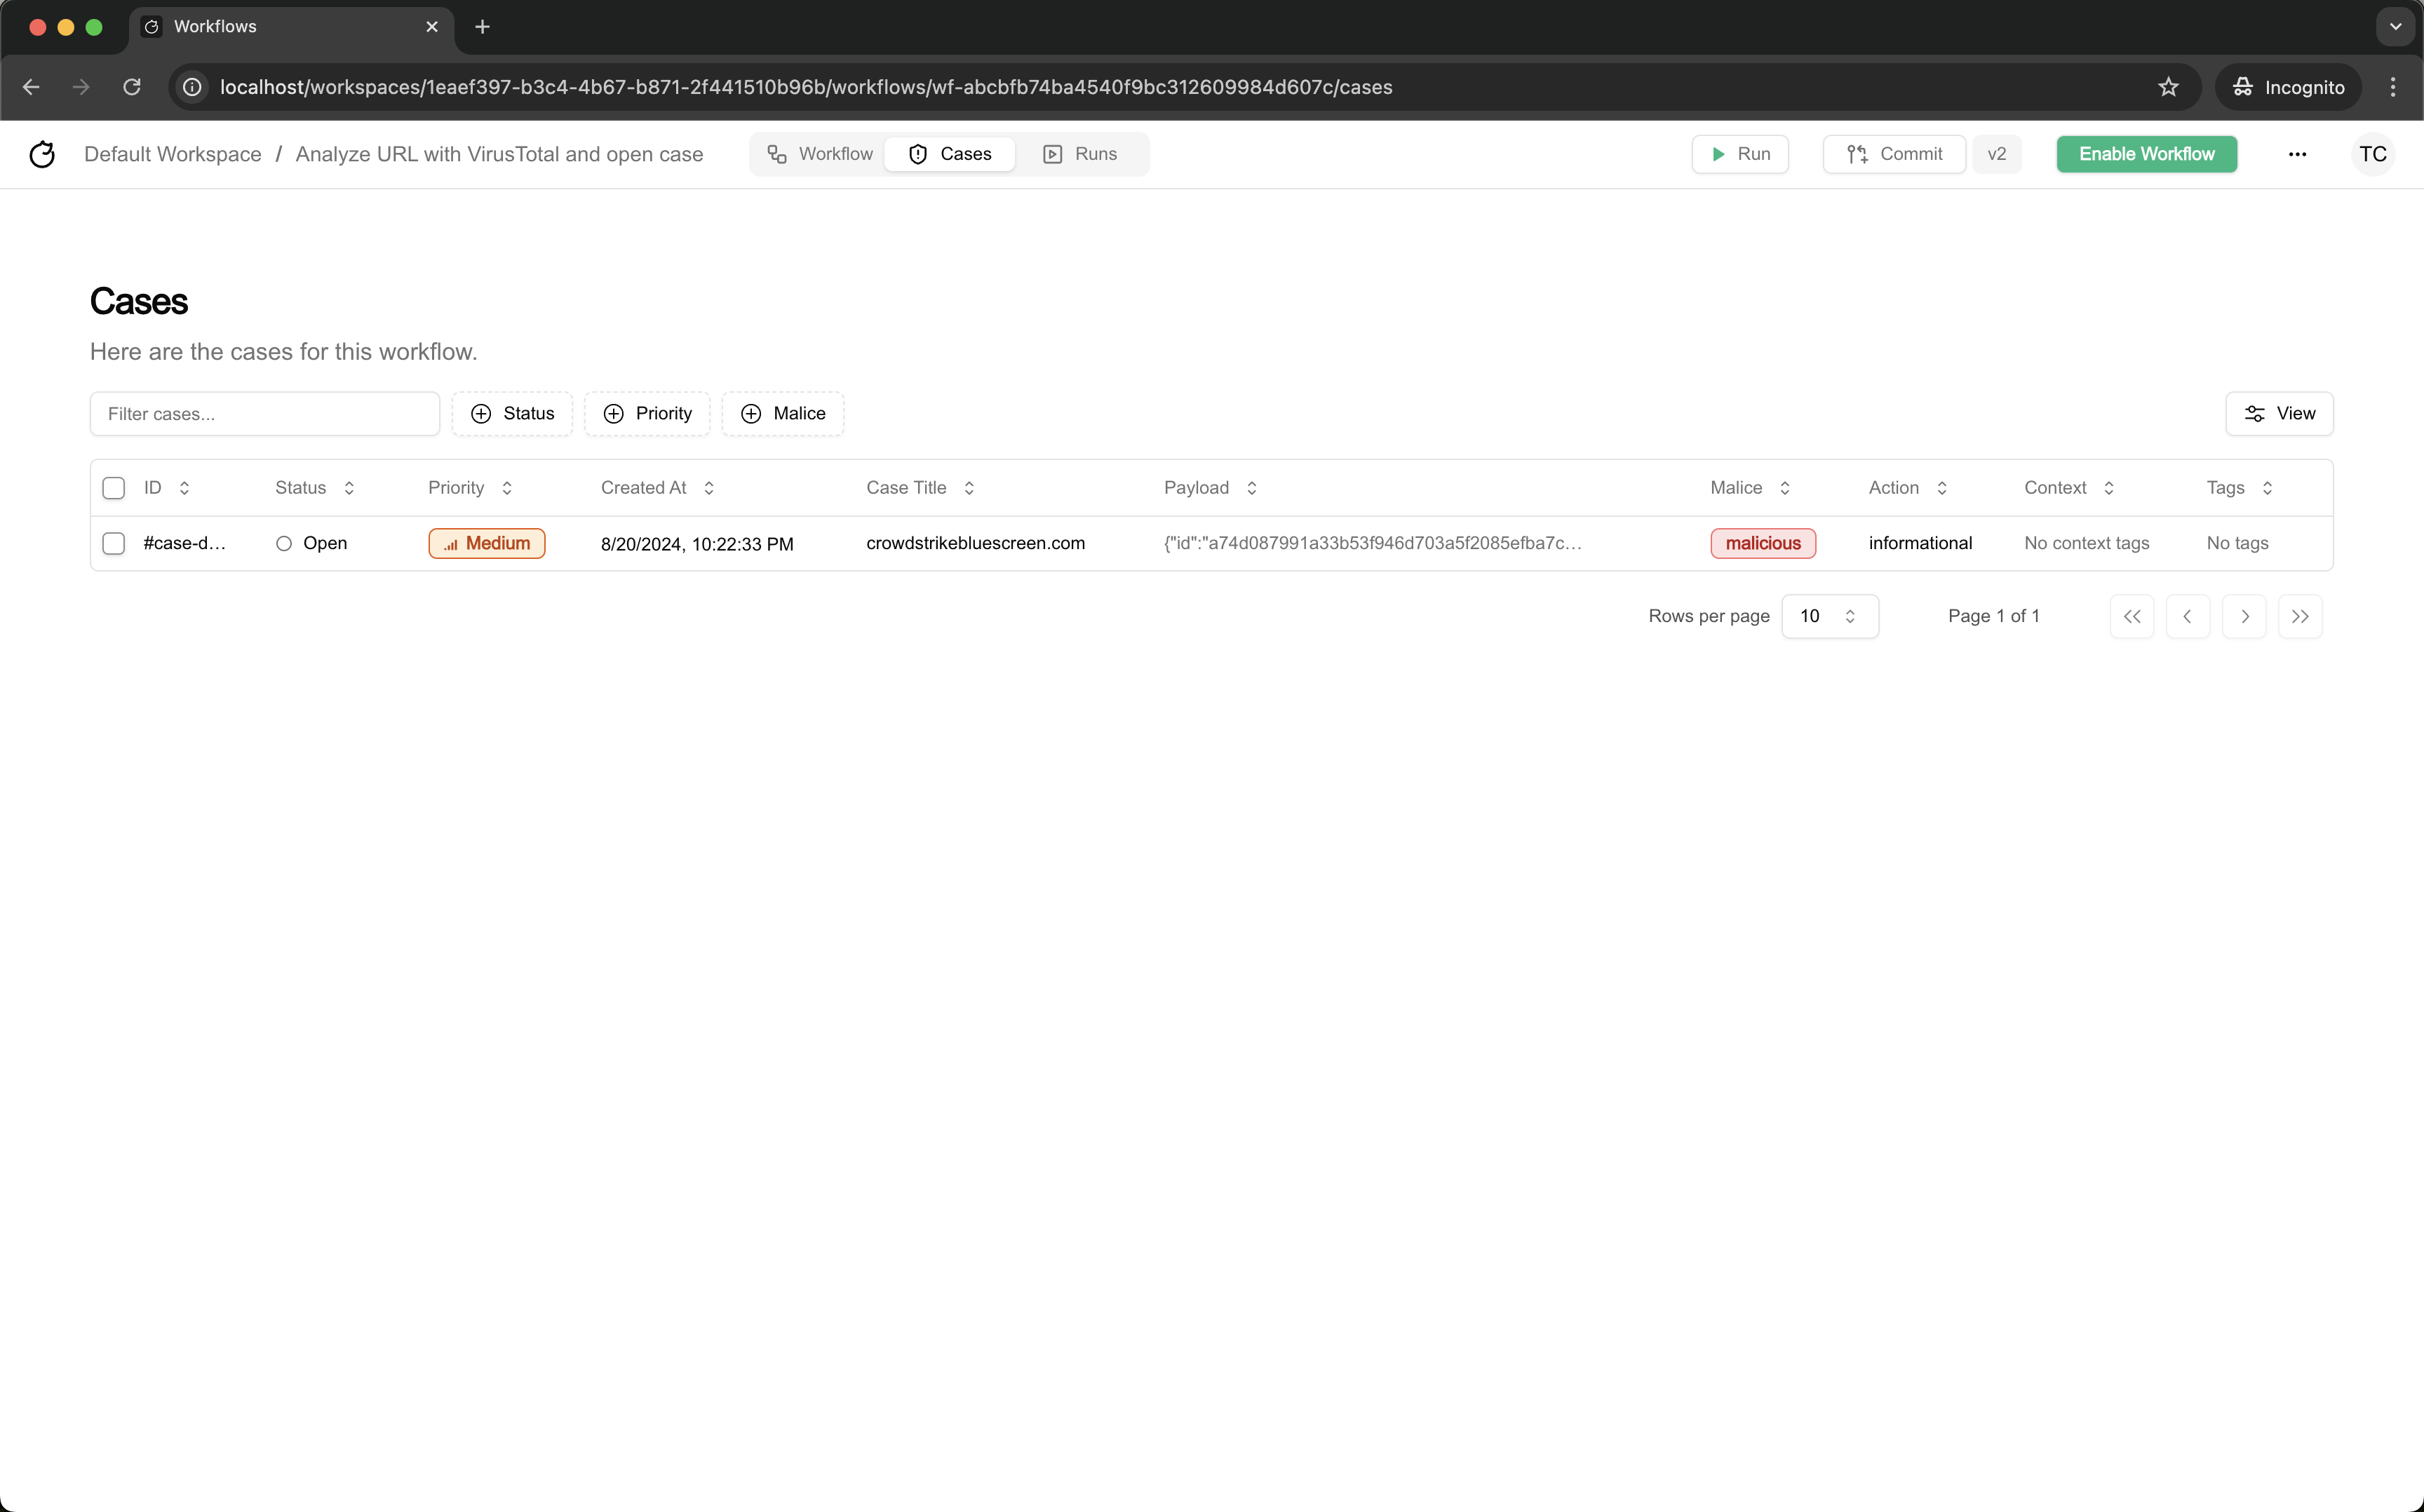 Workflows
localhost/workspaces/1eaef397-b3c4-4b67-b871-2f441510b96b/workflows/wf-abcbfb74ba4540f9bc312609984d607c/cases
Incognito
Default Workspace / Analyze URL with VirusTotal and open case
Workflow Cases Runs
Run Commit v2 Enable Workflow TC
Cases
Here are the cases for this workflow.
Filter cases... Status Priority Malice View
ID Status Priority Created At Case Title Payload Malice Action Context Tags
#case-d... Open Medium 8/20/2024, 10:22:33 PM crowdstrikebluescreen.com {"id":"a74d087991a33b53f946d703a5f2085efba7c... malicious informational No context tags No tags
Rows per page 10 Page 1 of 1